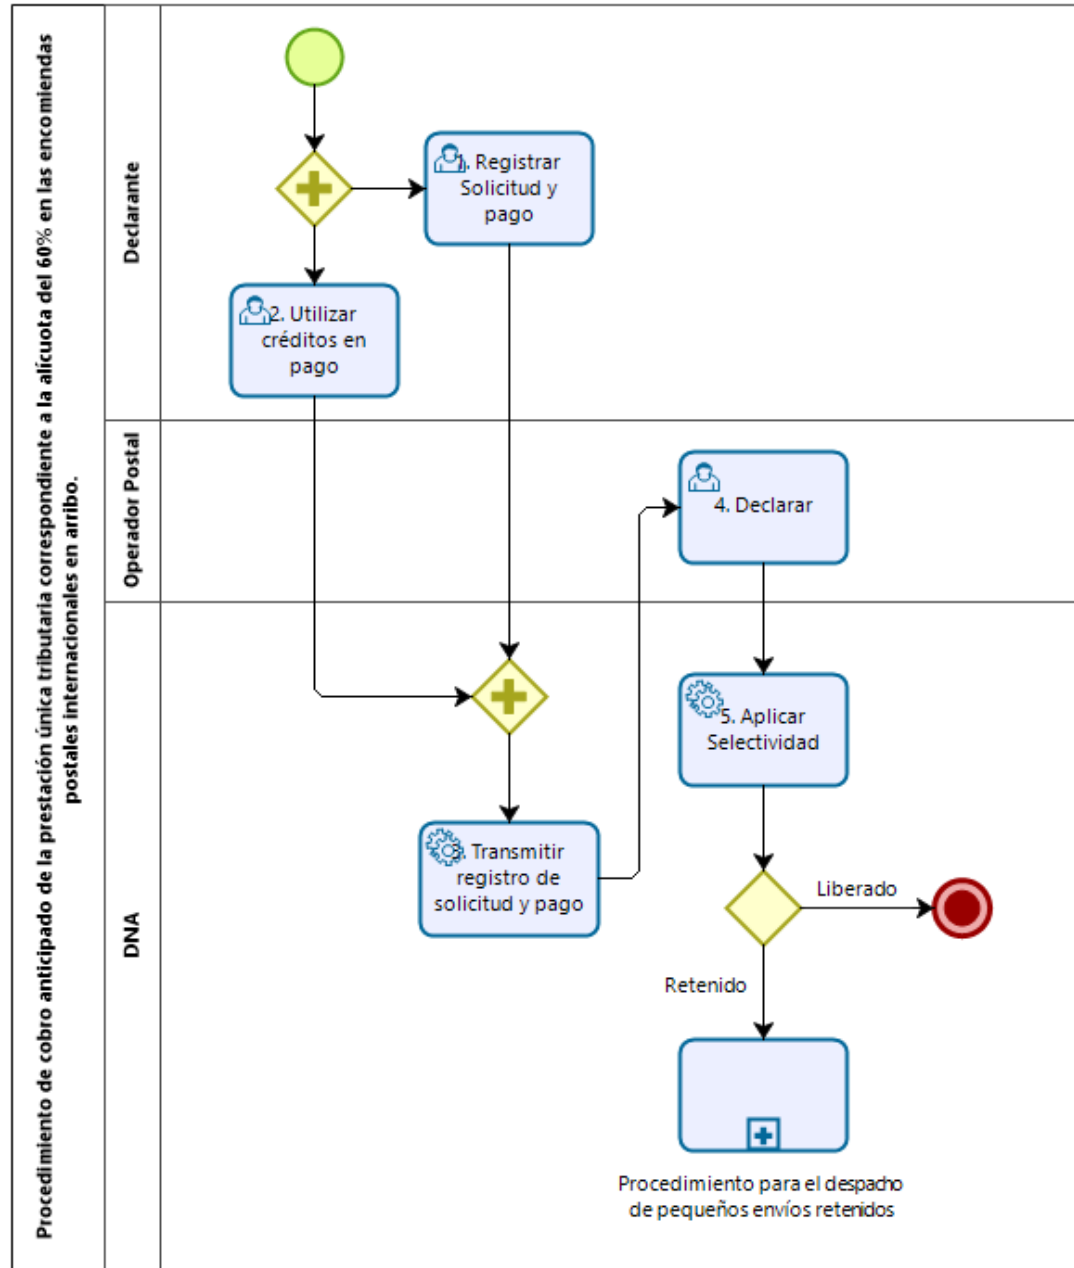 Procedimiento de cobro anticipado de la prestación única tributaria correspondiente a la alícuota del 60% en las encomiendas
postales internacionales en arribo.
Declarante
1. Registrar
Solicitud y
pago
2. Utilizar
créditos en
pago
Operador Postal
4. Declarar
DNA
5. Aplicar
Selectividad
3. Transmitir
registro de
solicitud y pago
Liberado
Retenido
Procedimiento para el despacho
de pequeños envíos retenidos